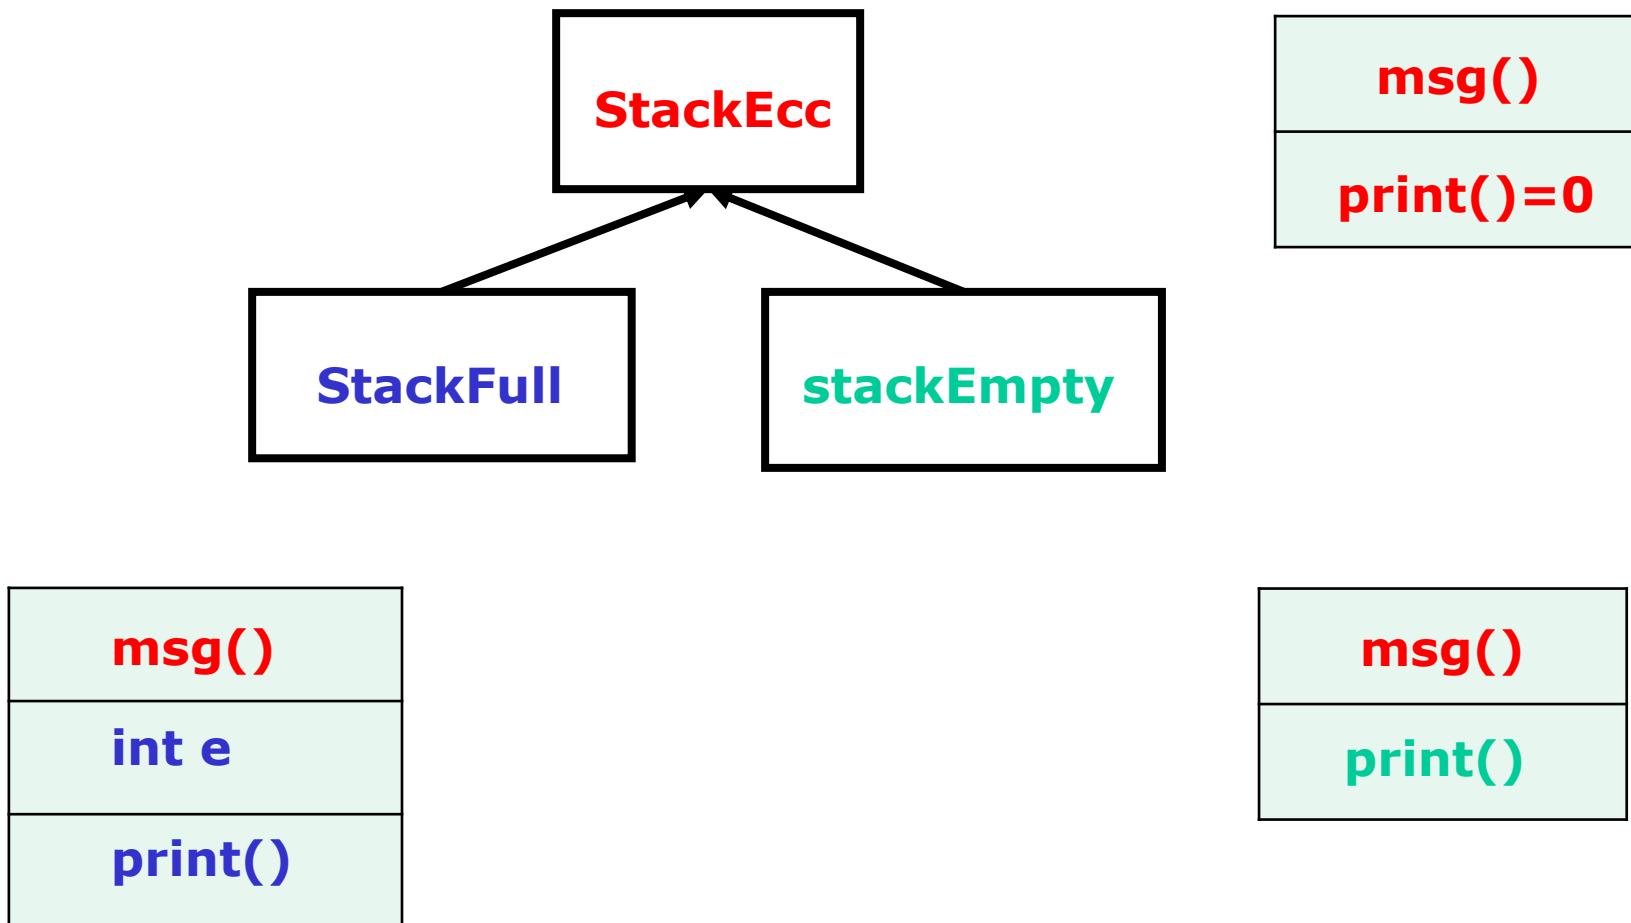 StackEcc
msg()
print()=0
StackFull
stackEmpty
msg()
int e
print()
msg()
print()